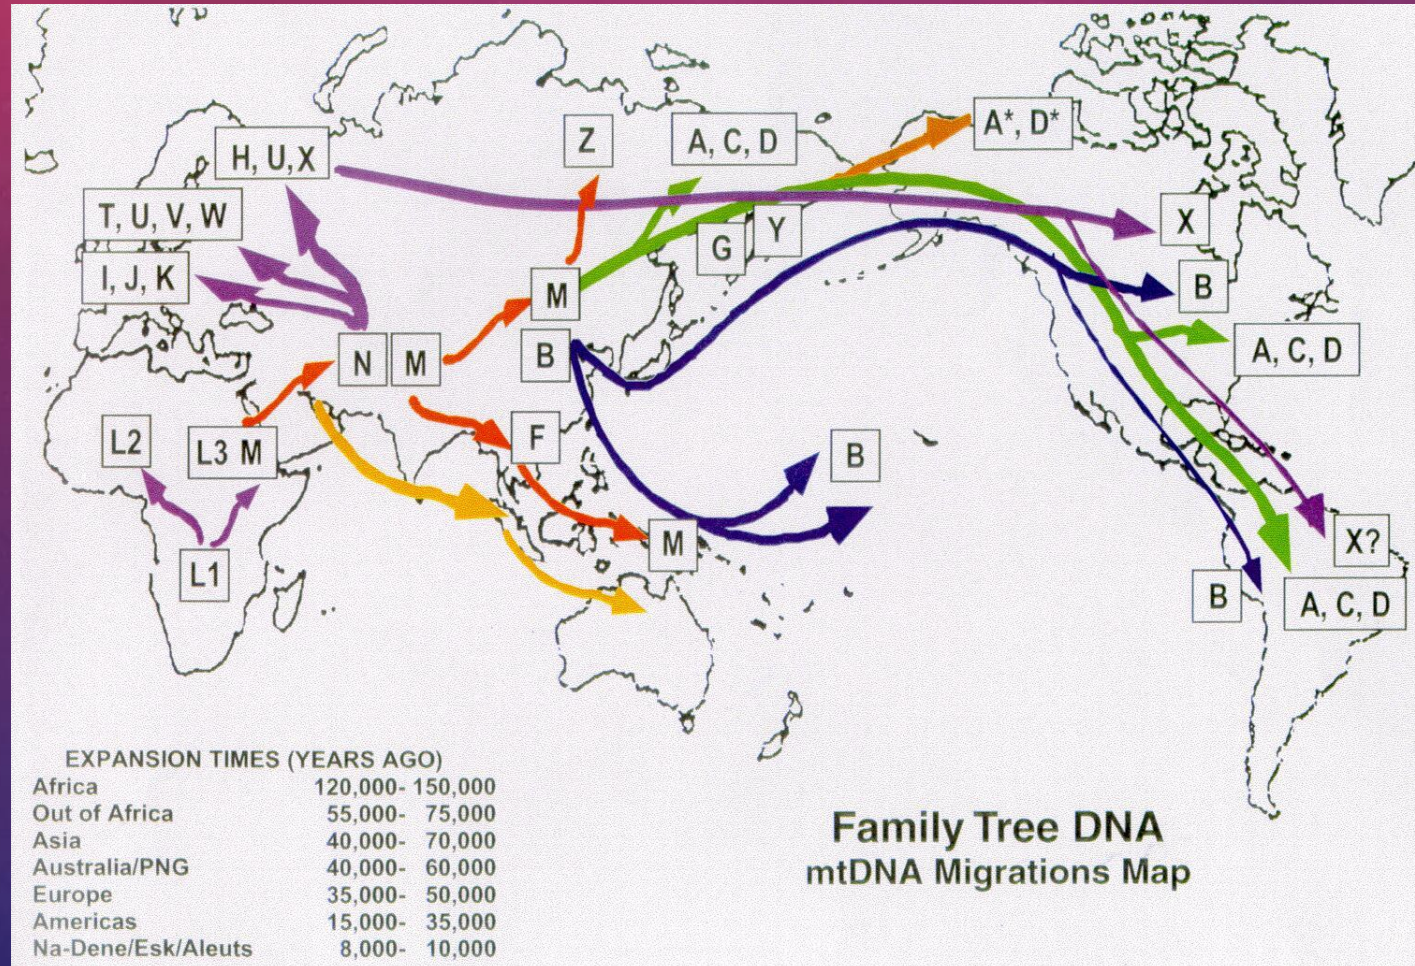 Z
A, C, D
A*, D*
H, U, X
T, U, V, W
X
G
Y
I, J, K
M
B
B
N
M
A, C, D
L2
L3 M
F
B
M
X?
L1
B
A, C, D
EXPANSION TIMES (YEARS AGO)
Africa 120,000- 150,000
Out of Africa 55,000- 75,000
Asia 40,000- 70,000
Australia/PNG 40,000- 60,000
Europe 35,000- 50,000
Americas 15,000- 35,000
Na-Dene/Esk/Aleuts 8,000- 10,000
Family Tree DNA
mtDNA Migrations Map